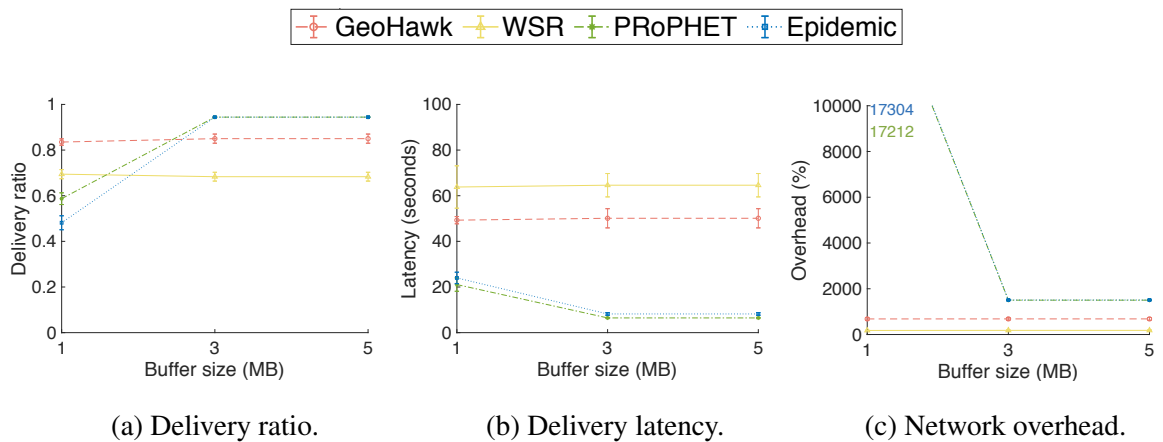 GeoHawk WSR PRoPHET Epidemic
Delivery ratio
1
0.8
0.6
0.4
0.2
0
1 3 5
Buffer size (MB)
(a) Delivery ratio.
Latency (seconds)
100
80
60
40
20
0
1 3 5
Buffer size (MB)
(b) Delivery latency.
Overhead (%)
10000
8000
6000
4000
2000
0
17304
17212
1 3 5
Buffer size (MB)
(c) Network overhead.